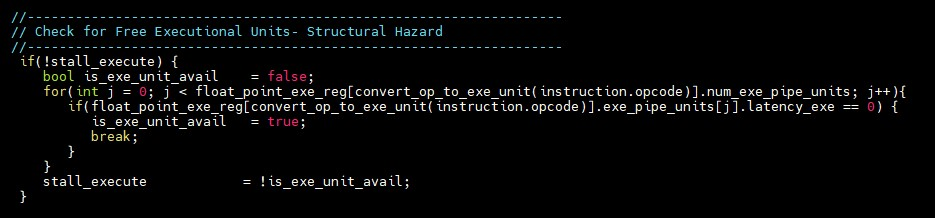 //-----------------------------------------------------------------
// Check for Free Executional Units- Structural Hazard
//-----------------------------------------------------------------
if(!stall_execute) {
bool is_exe_unit_avail = false;
for(int j = 0; j < float_point_exe_reg[convert_op_to_exe_unit(instruction.opcode)].num_exe_pipe_units; j++){
if(float_point_exe_reg[convert_op_to_exe_unit(instruction.opcode)].exe_pipe_units[j].latency_exe == 0) {
is_exe_unit_avail = true;
break;
}
}
stall_execute = !is_exe_unit_avail;
}